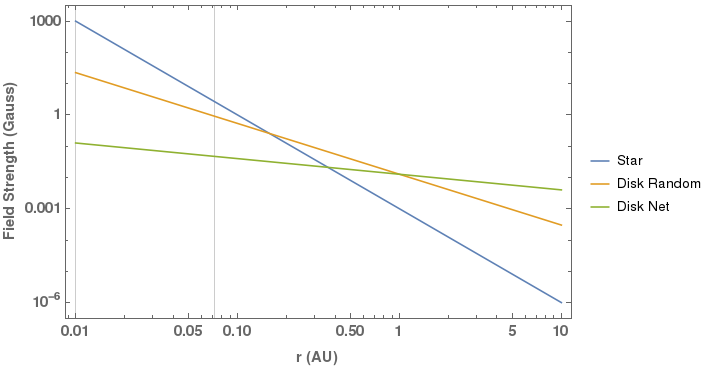 Field Strength (Gauss)
1000
1
0.001
10⁻⁶
0.01 0.05 0.10 0.50 1 5 10
r (AU)
Star
Disk Random
Disk Net